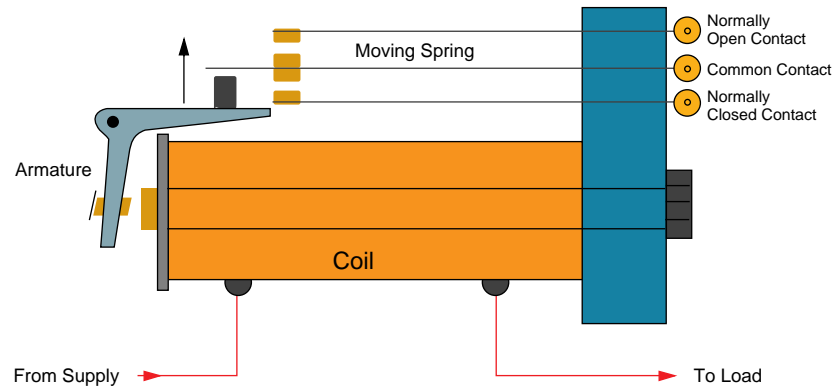 Normally
Open Contact
Moving Spring
Common Contact
Normally
Closed Contact
Armature
Coil
From Supply
To Load